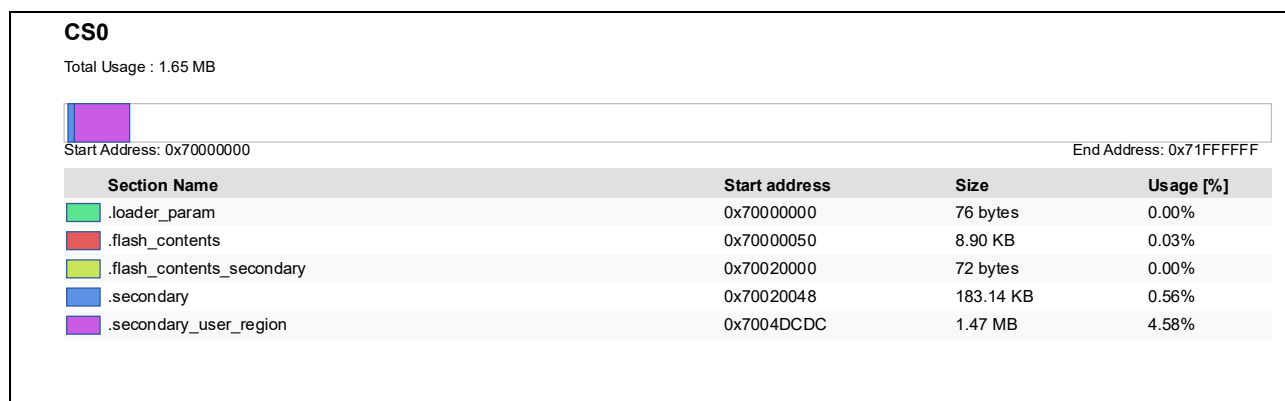 CS0
Total Usage : 1.65 MB
Start Address: 0x70000000 End Address: 0x71FFFFFF
Section Name Start address Size Usage [%]
.loader_param 0x70000000 76 bytes 0.00%
.flash_contents 0x70000050 8.90 KB 0.03%
.flash_contents_secondary 0x70020000 72 bytes 0.00%
.secondary 0x70020048 183.14 KB 0.56%
.secondary_user_region 0x7004DCDC 1.47 MB 4.58%